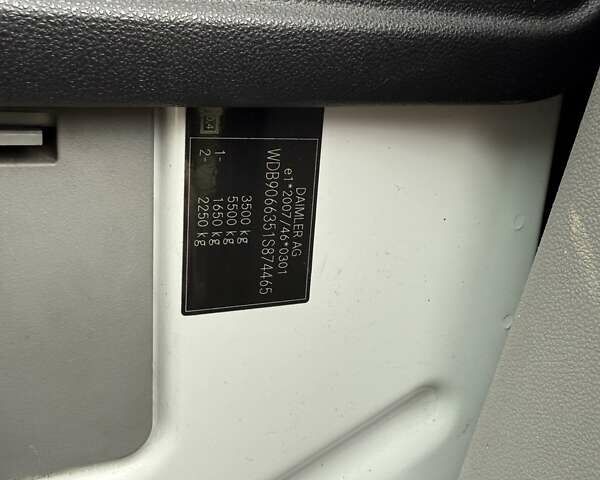 DAIMLER AG
e1*2007/46*0301
WDB9066351S874465
3500 kg
5500 kg
1- 1650 kg
2- 2250 kg